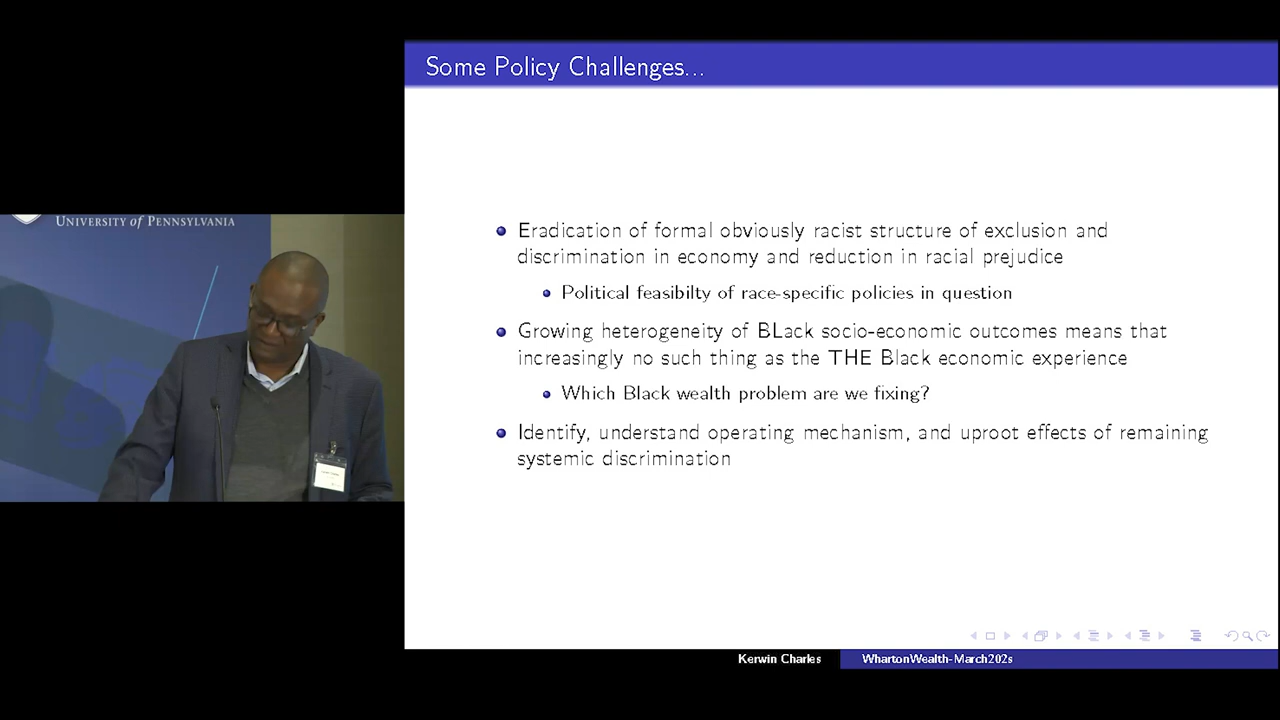 UNIVERSITY of PENNSYLVANIA
Some Policy Challenges...
Eradication of formal obviously racist structure of exclusion and
discrimination in economy and reduction in racial prejudice
Political feasibilty of race-specific policies in question
Growing heterogeneity of BLack socio-economic outcomes means that
increasingly no such thing as the THE Black economic experience
Which Black wealth problem are we fixing?
Identify, understand operating mechanism, and uproot effects of remaining
systemic discrimination
Kerwin Charles
WhartonWealth-March202s